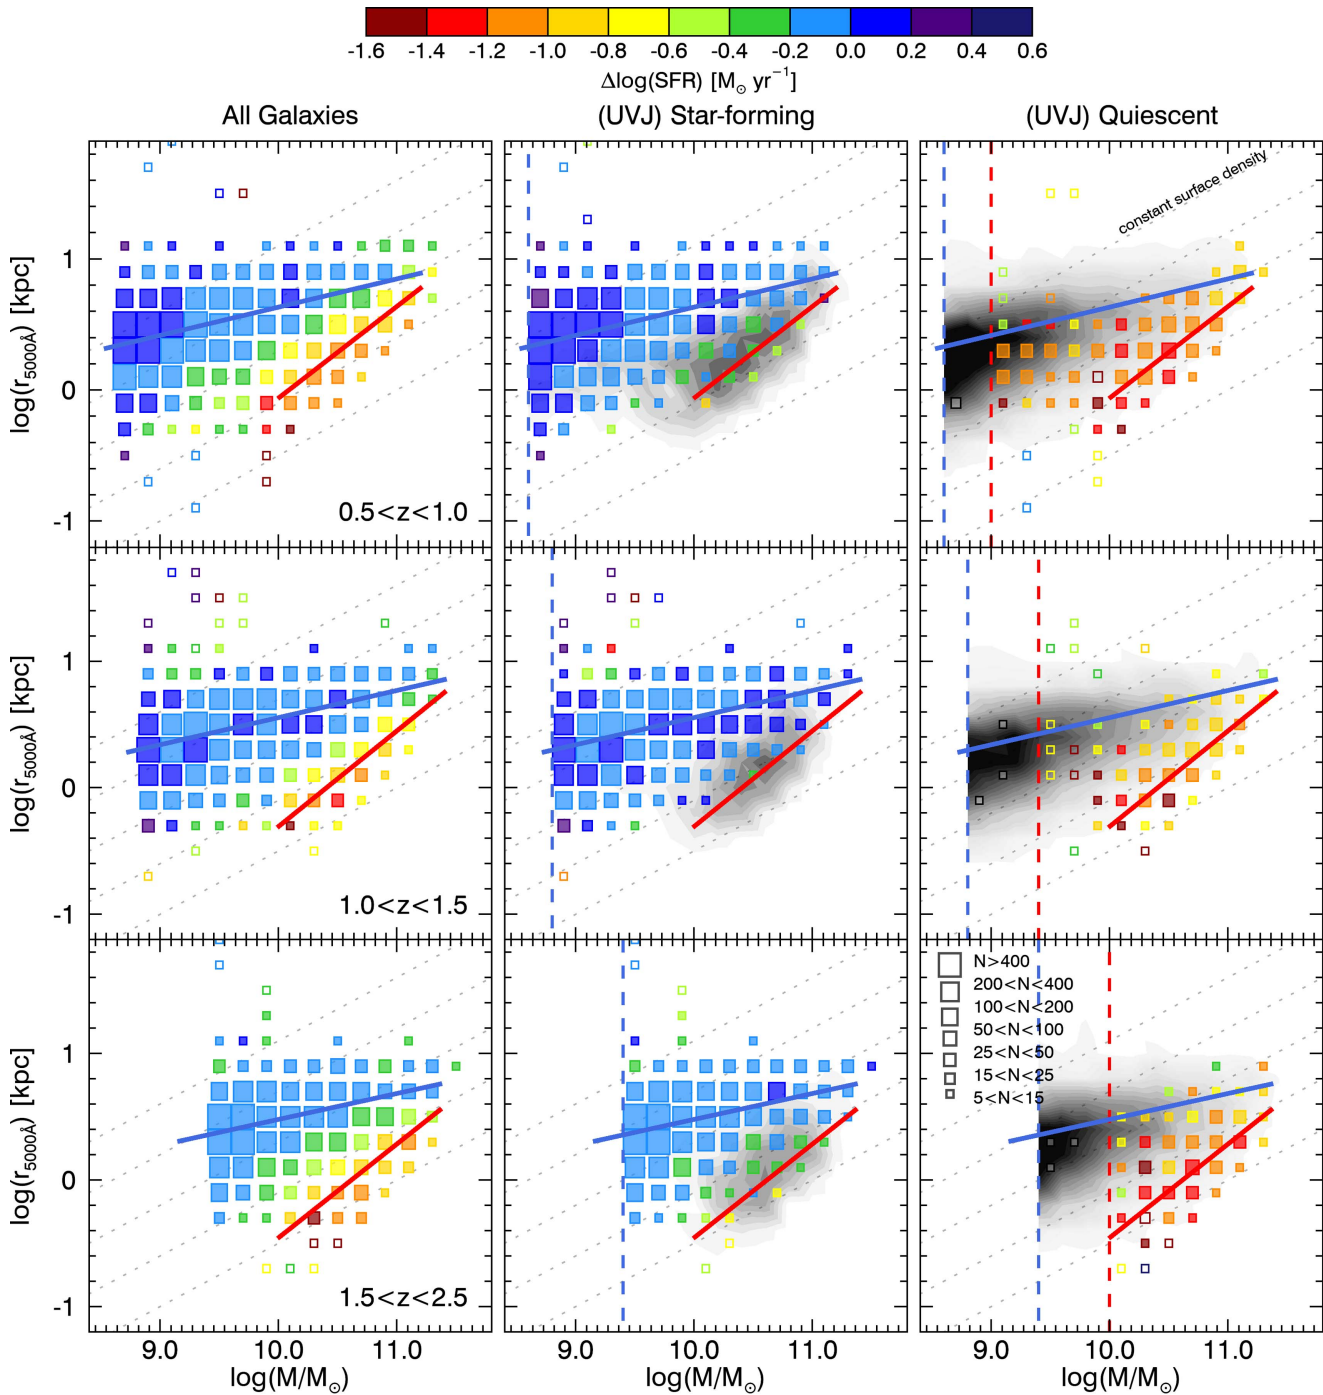 -1.6 -1.4 -1.2 -1.0 -0.8 -0.6 -0.4 -0.2 0.0 0.2 0.4 0.6
Δlog(SFR) [M⊙ yr⁻¹]
All Galaxies
(UVJ) Star-forming
(UVJ) Quiescent
log(r5000Å) [kpc]
1
0
-1
0.5<z<1.0
constant surface density
log(r5000Å) [kpc]
1
0
-1
1.0<z<1.5
log(r5000Å) [kpc]
1
0
-1
1.5<z<2.5
N>400
200<N<400
100<N<200
50<N<100
25<N<50
15<N<25
5<N<15
9.0 10.0 11.0
9.0 10.0 11.0
9.0 10.0 11.0
log(M/M⊙)
log(M/M⊙)
log(M/M⊙)